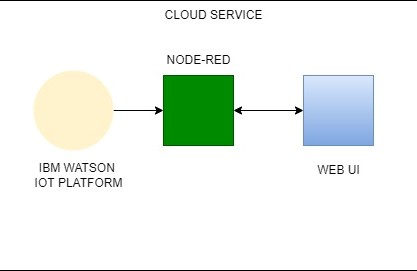 CLOUD SERVICE
NODE-RED
IBM WATSON
IOT PLATFORM
WEB UI